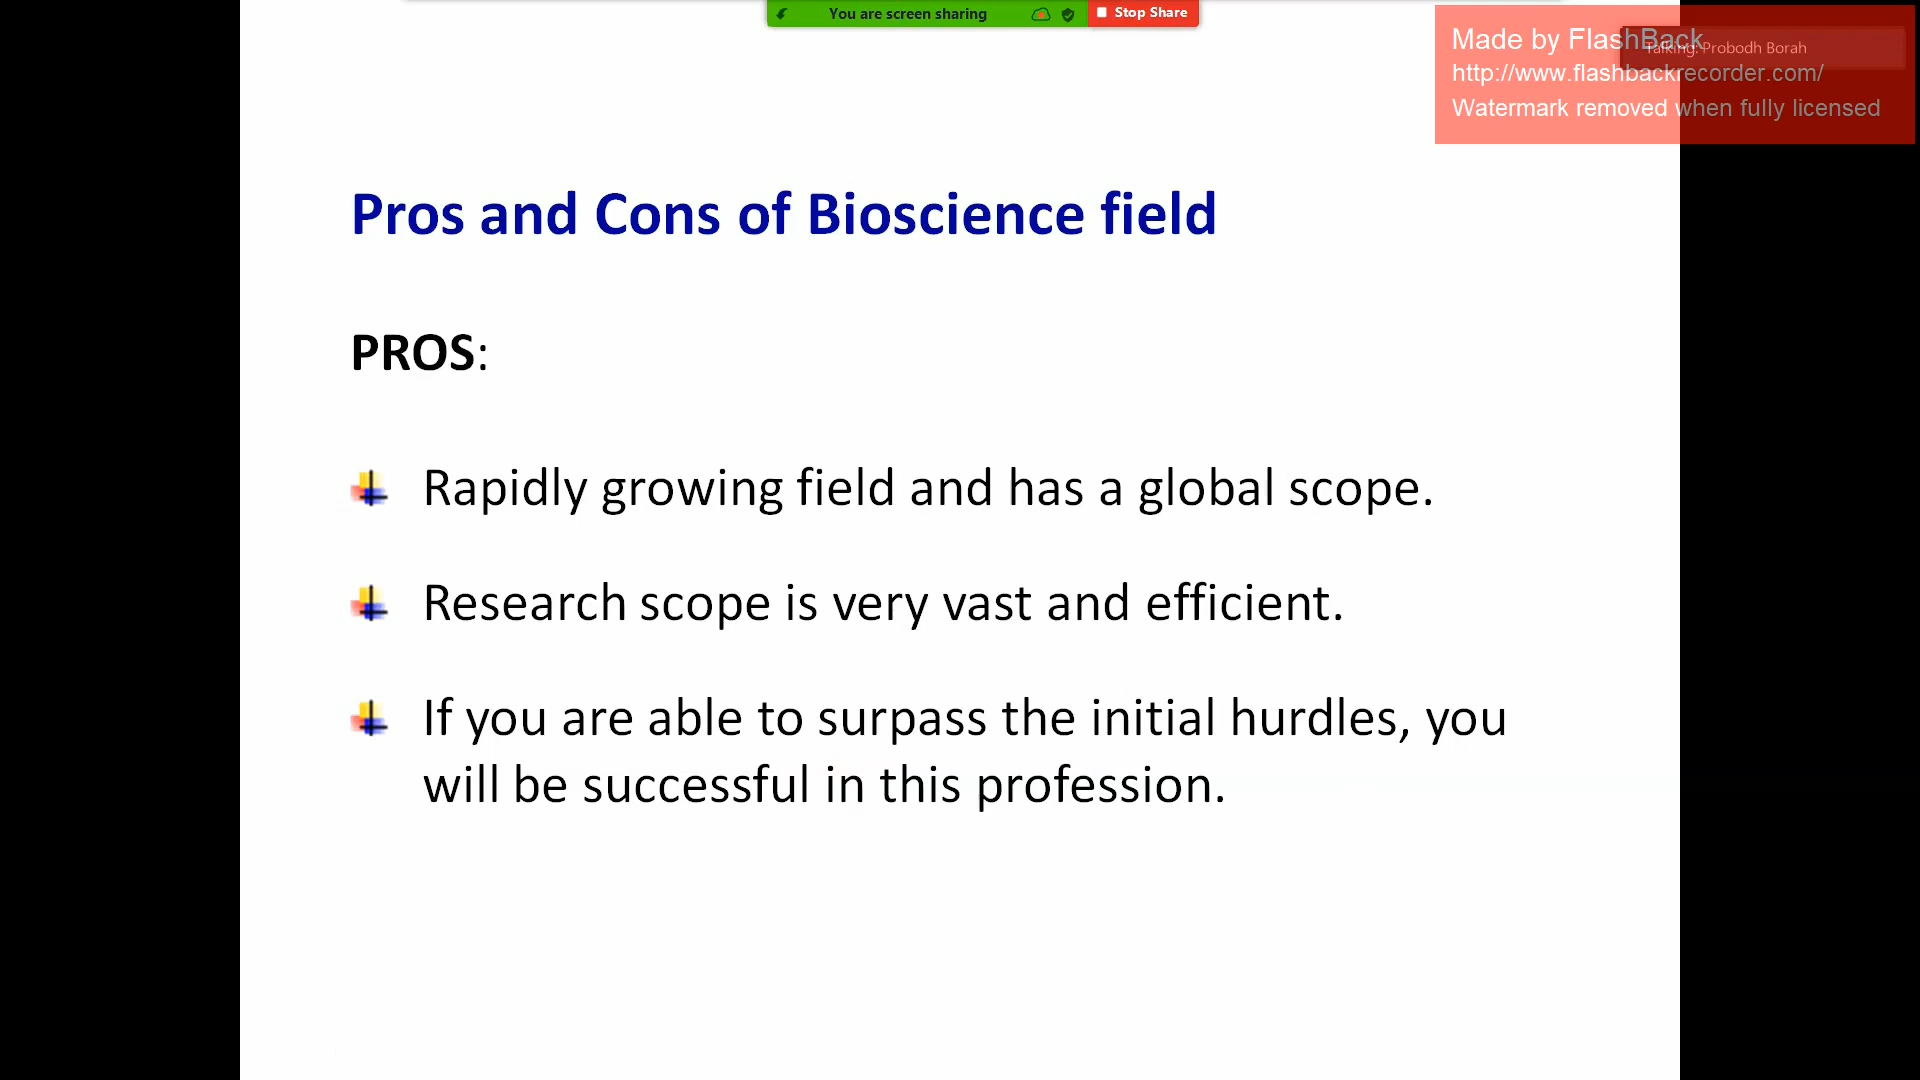 You are screen sharing
Stop Share
Made by FlashBack
Talking: Probodh Borah
http://www.flashbackrecorder.com/
Watermark removed when fully licensed
Pros and Cons of Bioscience field
PROS:
Rapidly growing field and has a global scope.
Research scope is very vast and efficient.
If you are able to surpass the initial hurdles, you
will be successful in this profession.